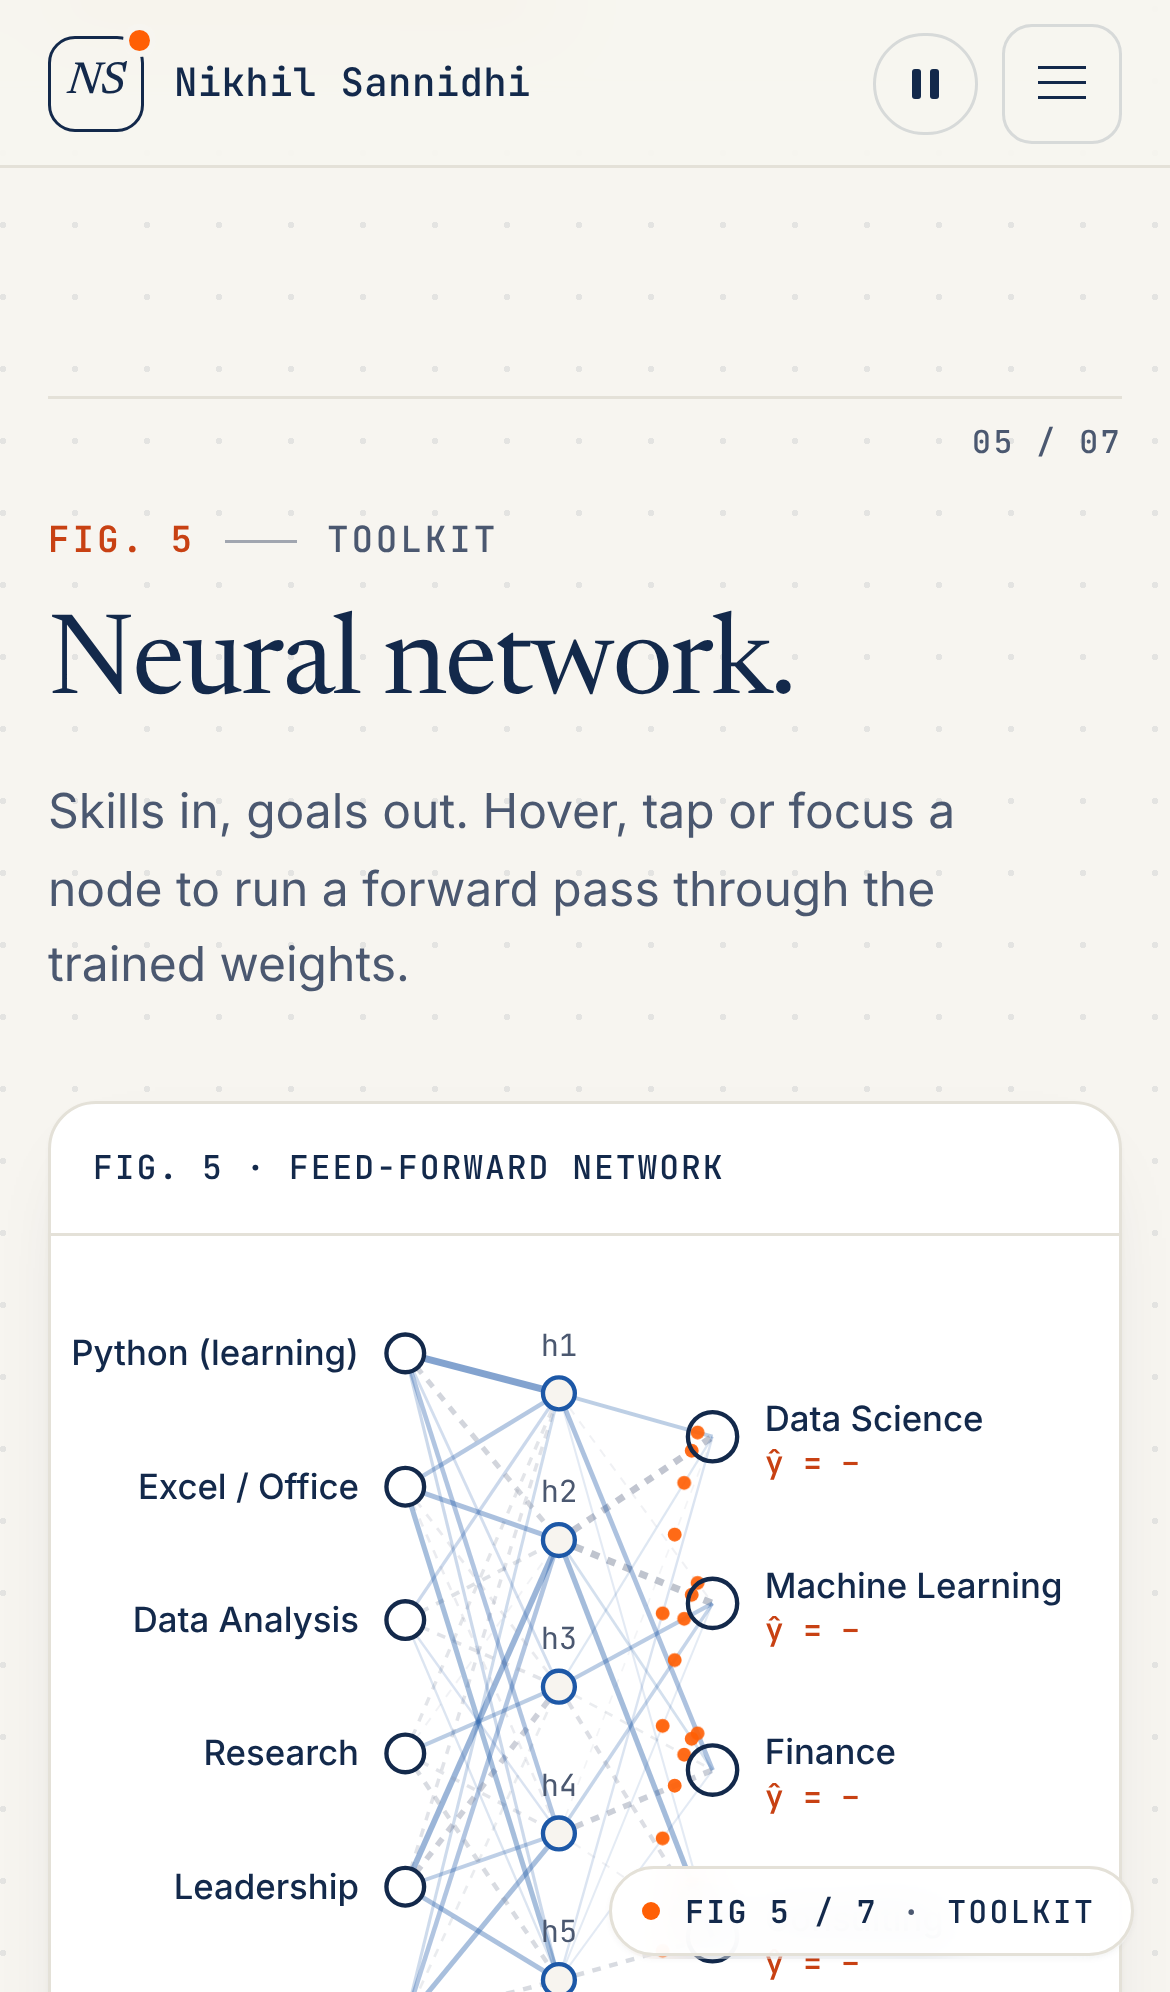 NS
Nikhil Sannidhi
05 / 07
FIG. 5 — TOOLKIT
Neural network.
Skills in, goals out. Hover, tap or focus a
node to run a forward pass through the
trained weights.
FIG. 5 · FEED-FORWARD NETWORK
Python (learning)
Excel / Office
Data Analysis
Research
Leadership
h1
h2
h3
h4
h5
Data Science
ŷ = –
Machine Learning
ŷ = –
Finance
ŷ = –
FIG 5 / 7 · TOOLKIT
ŷ = –